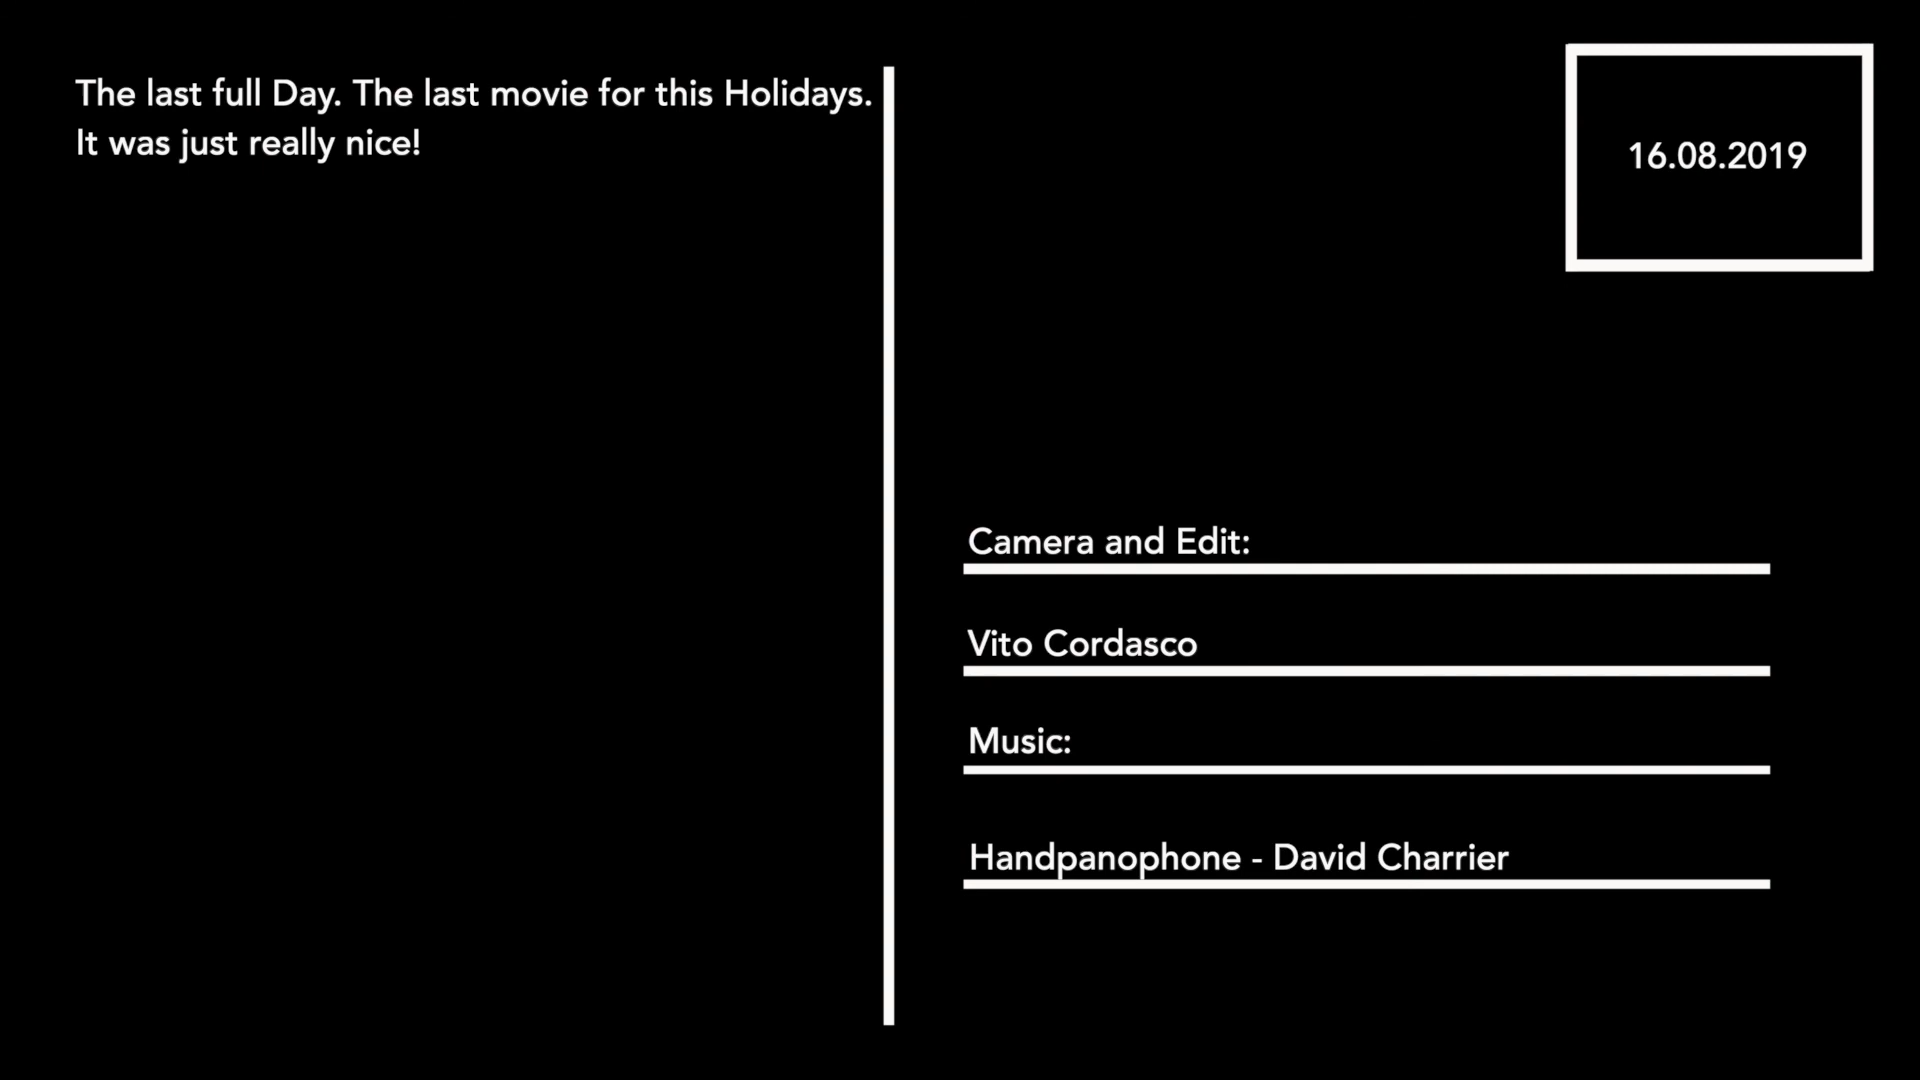 The last full Day. The last movie for this Holidays.
It was just really nice!
16.08.2019
Camera and Edit:
Vito Cordasco
Music:
Handpanophone - David Charrier